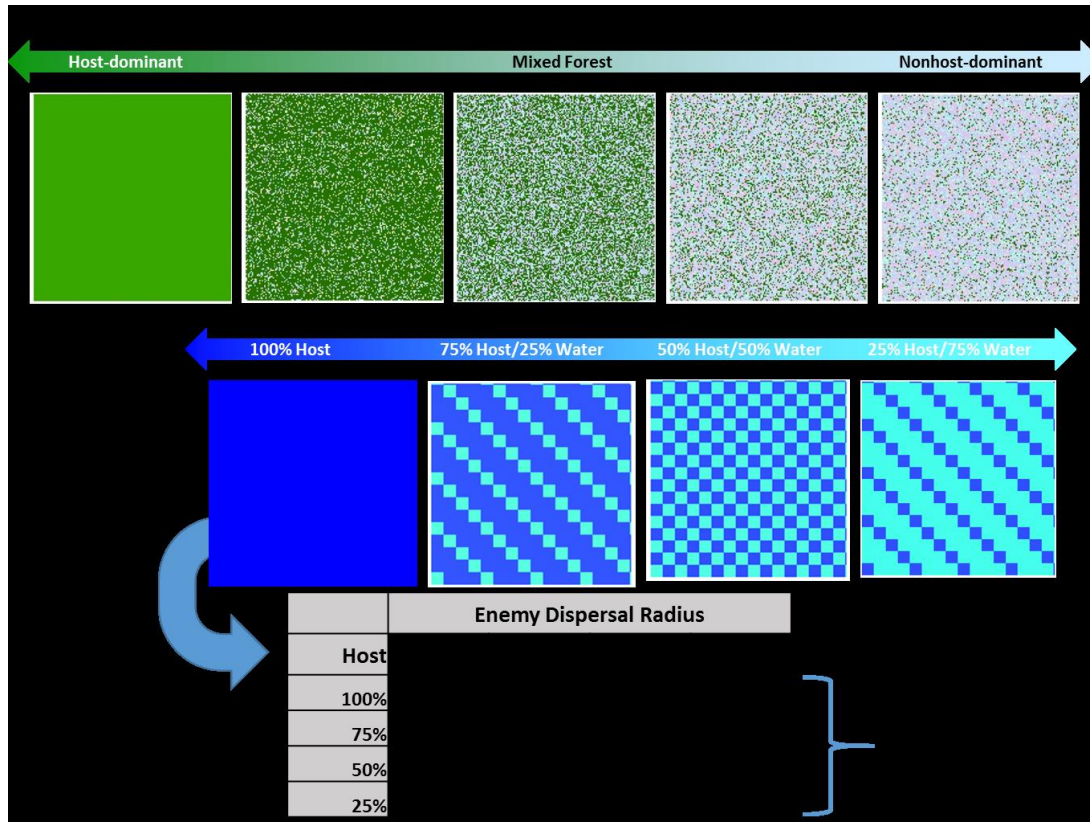 Host-dominant Mixed Forest Nonhost-dominant
100% Host 75% Host/25% Water 50% Host/50% Water 25% Host/75% Water
Enemy Dispersal Radius
Host
100%
75%
50%
25%